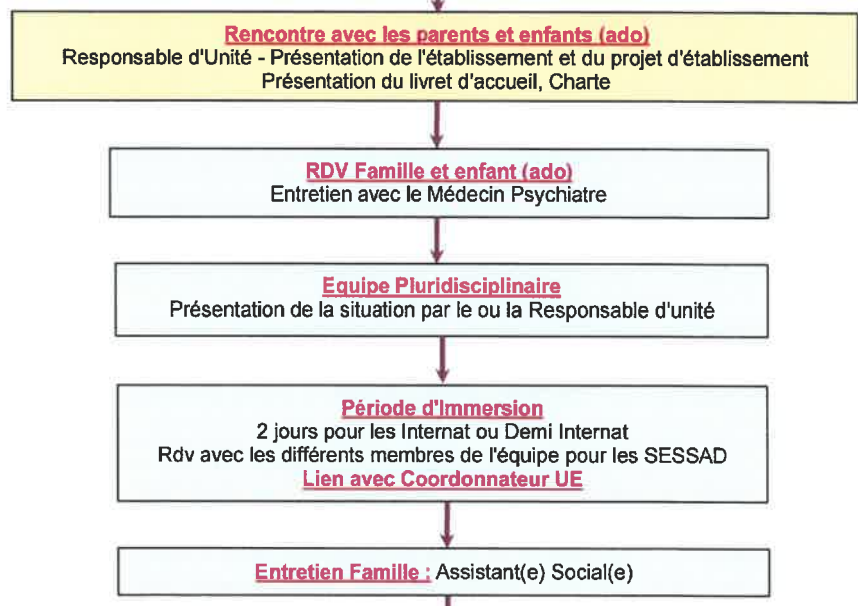 Rencontre avec les parents et enfants (ado)
Responsable d'Unité - Présentation de l'établissement et du projet d'établissement
Présentation du livret d'accueil, Charte
RDV Famille et enfant (ado)
Entretien avec le Médecin Psychiatre
Equipe Pluridisciplinaire
Présentation de la situation par le ou la Responsable d'unité
Période d'Immersion
2 jours pour les Internat ou Demi Internat
Rdv avec les différents membres de l'équipe pour les SESSAD
Lien avec Coordonnateur UE
Entretien Famille : Assistant(e) Social(e)